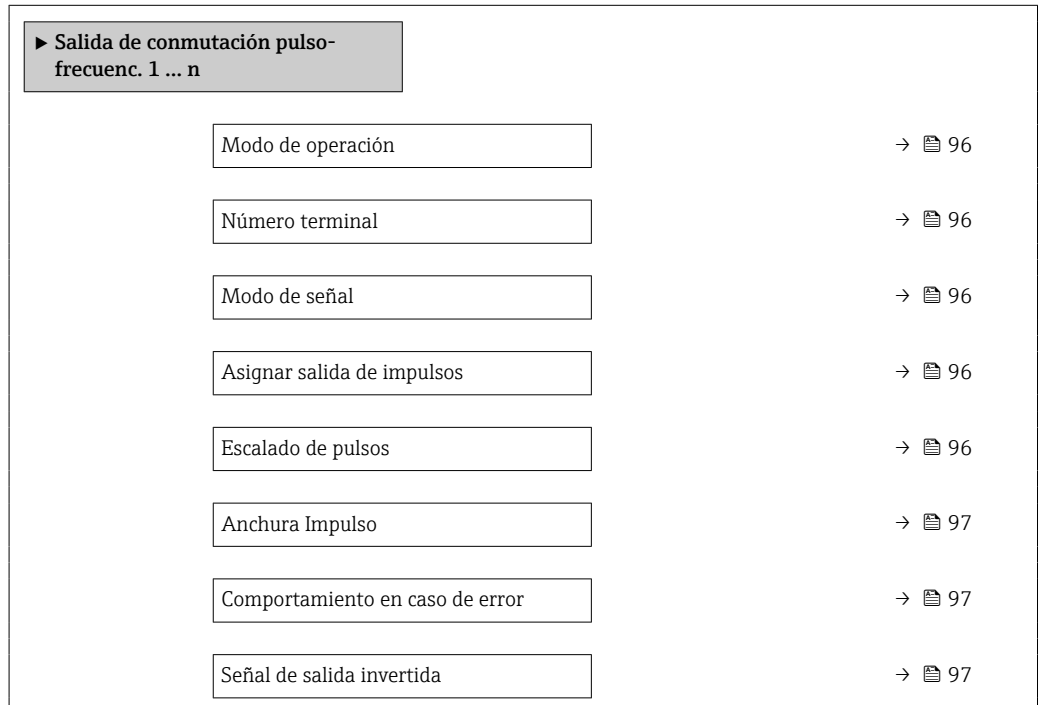 ▶ Salida de conmutación pulso-
frecuenc. 1 ... n
Modo de operación → 96
Número terminal → 96
Modo de señal → 96
Asignar salida de impulsos → 96
Escalado de pulsos → 96
Anchura Impulso → 97
Comportamiento en caso de error → 97
Señal de salida invertida → 97